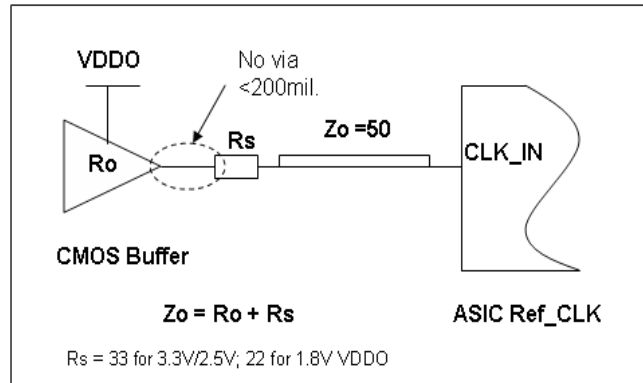 VDDO
No via
<200mil.
Rs
Zo =50
Ro
CLK_IN
CMOS Buffer
Zo = Ro + Rs
ASIC Ref_CLK
Rs = 33 for 3.3V/2.5V; 22 for 1.8V VDDO